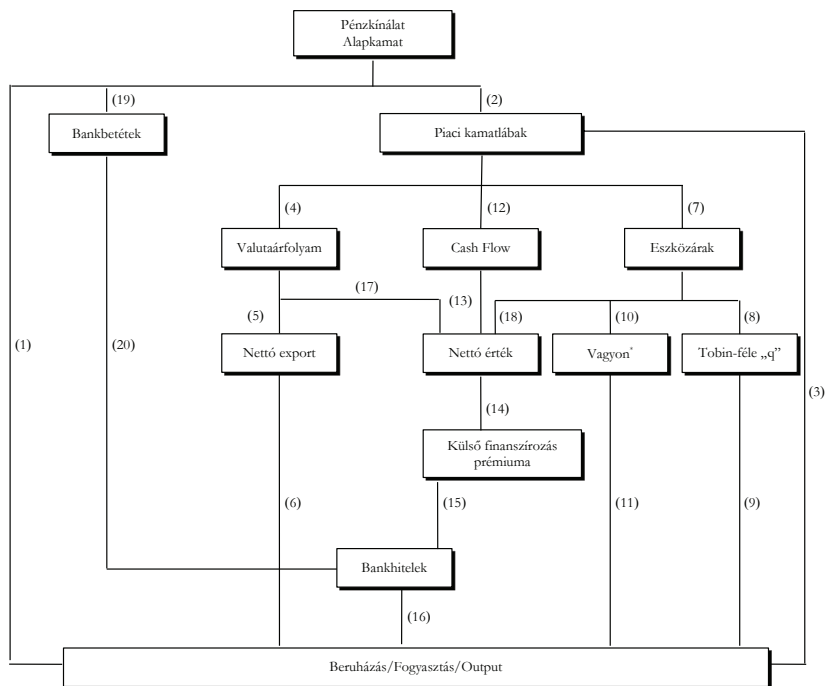 Pénzkínálat
Alapkamat
(19)
(2)
Bankbetétek
Piaci kamatlábak
(4)
(12)
(7)
Valutaárfolyam
Cash Flow
Eszközárak
(17)
(13)
(5)
(18)
(10)
(8)
(1)
(20)
Nettó export
Nettó érték
Vagyon*
Tobin-féle „q”
(3)
(14)
Külső finanszírozás
prémiuma
(6)
(15)
(11)
(9)
Bankhitelek
(16)
Beruházás/Fogyasztás/Output